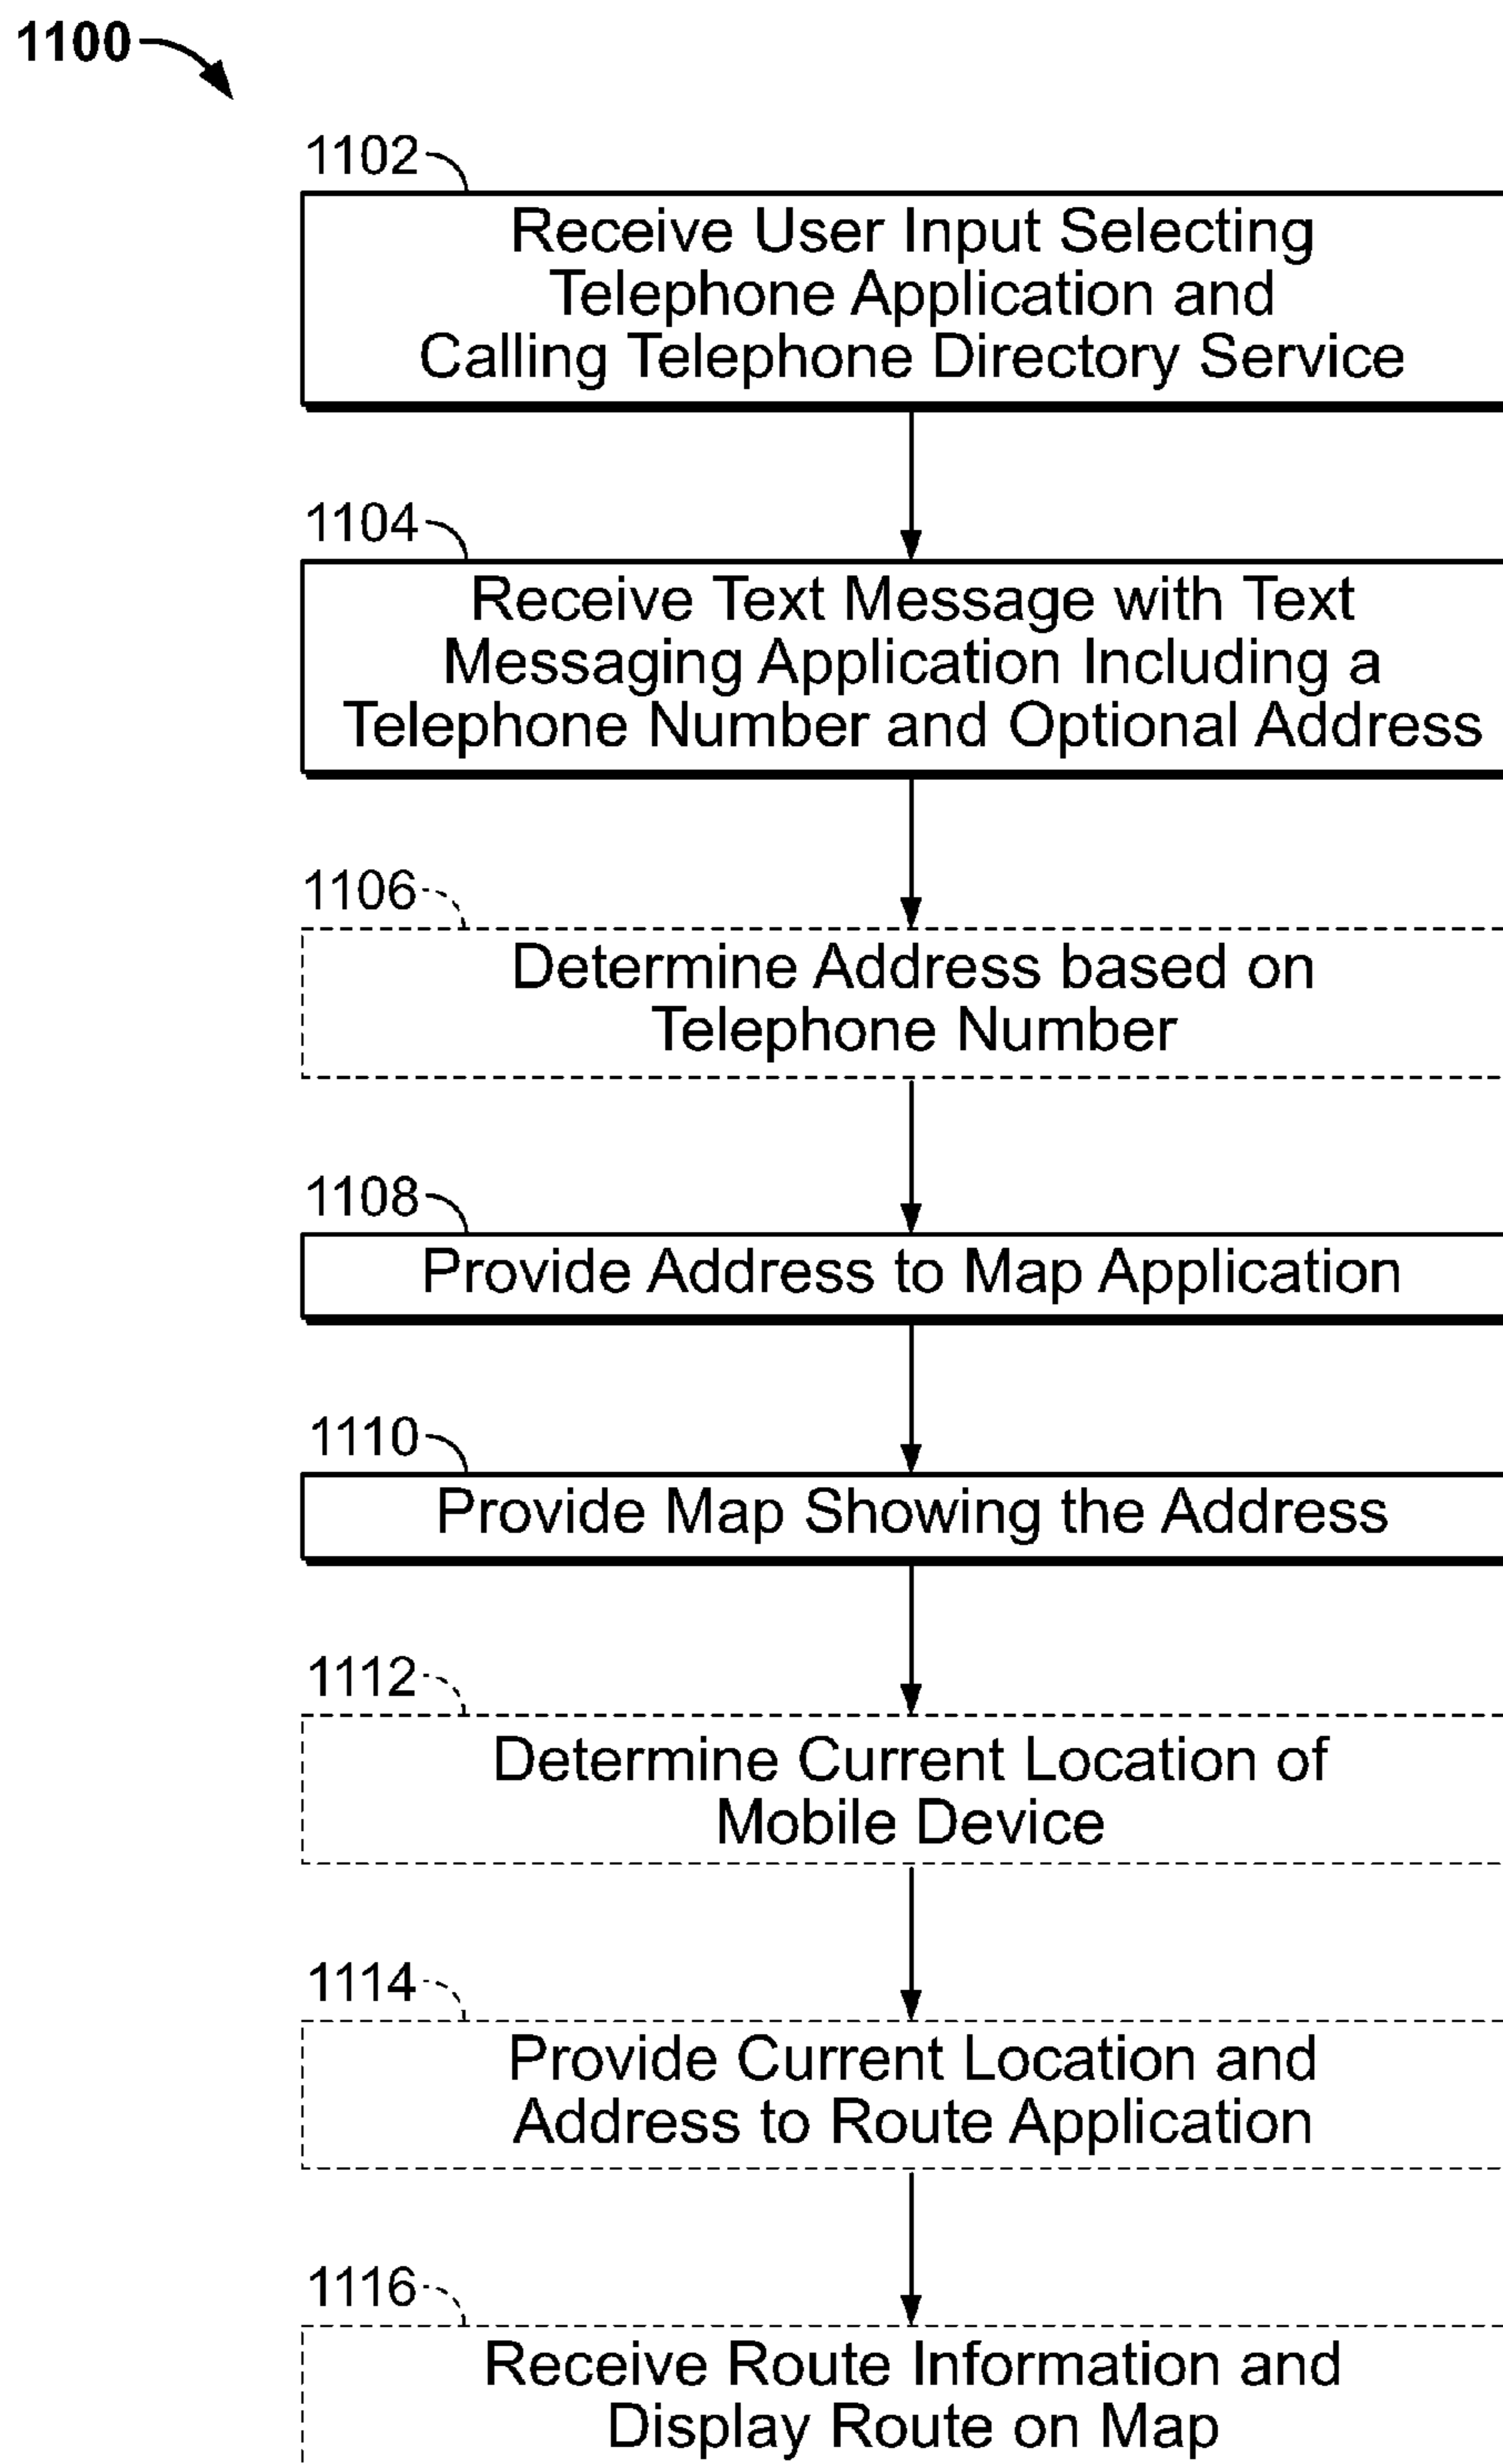 1100
1102
Receive User Input Selecting
Telephone Application and
Calling Telephone Directory Service
1104
Receive Text Message with Text
Messaging Application Including a
Telephone Number and Optional Address
1106
Determine Address based on
Telephone Number
1108
Provide Address to Map Application
1110
Provide Map Showing the Address
1112
Determine Current Location of
Mobile Device
1114
Provide Current Location and
Address to Route Application
1116
Receive Route Information and
Display Route on Map